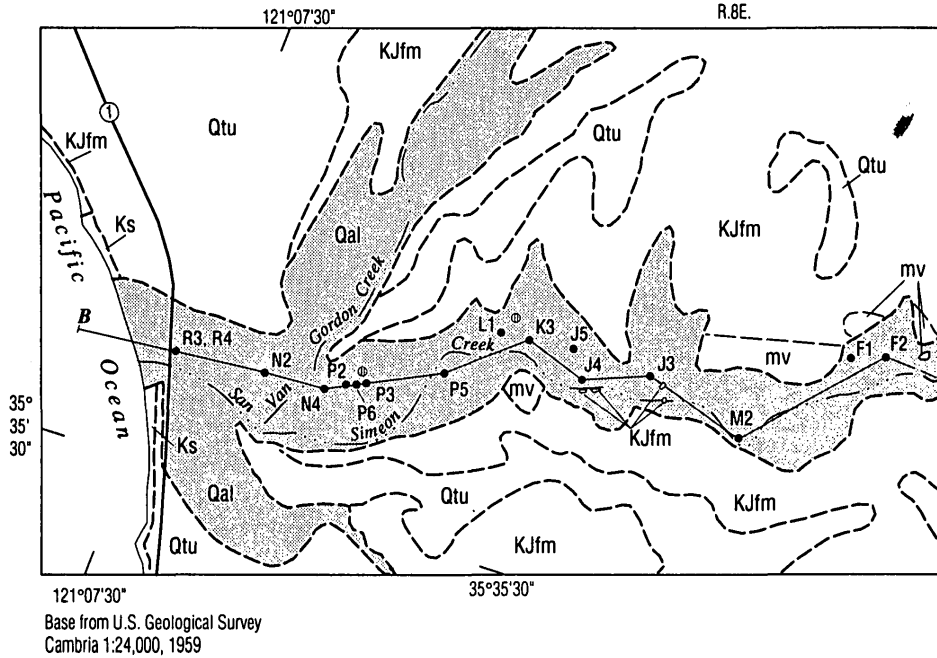 121°07'30"
R.8E.
KJfm
1
Qtu
KJfm
Qtu
Qtu
Pacific
Ks
Qal
KJfm
Gordon Creek
mv
B
R3, R4
L1
K3
J5
Creek
N2
P2
J4
J3
mv
F1
F2
Ocean
San
Van
N4
P6
P3
P5
mv
Simeon
KJfm
M2
35°
35'
30"
Ks
Qal
Qtu
KJfm
Qtu
KJfm
121°07'30"
35°35'30"
Base from U.S. Geological Survey
Cambria 1:24,000, 1959